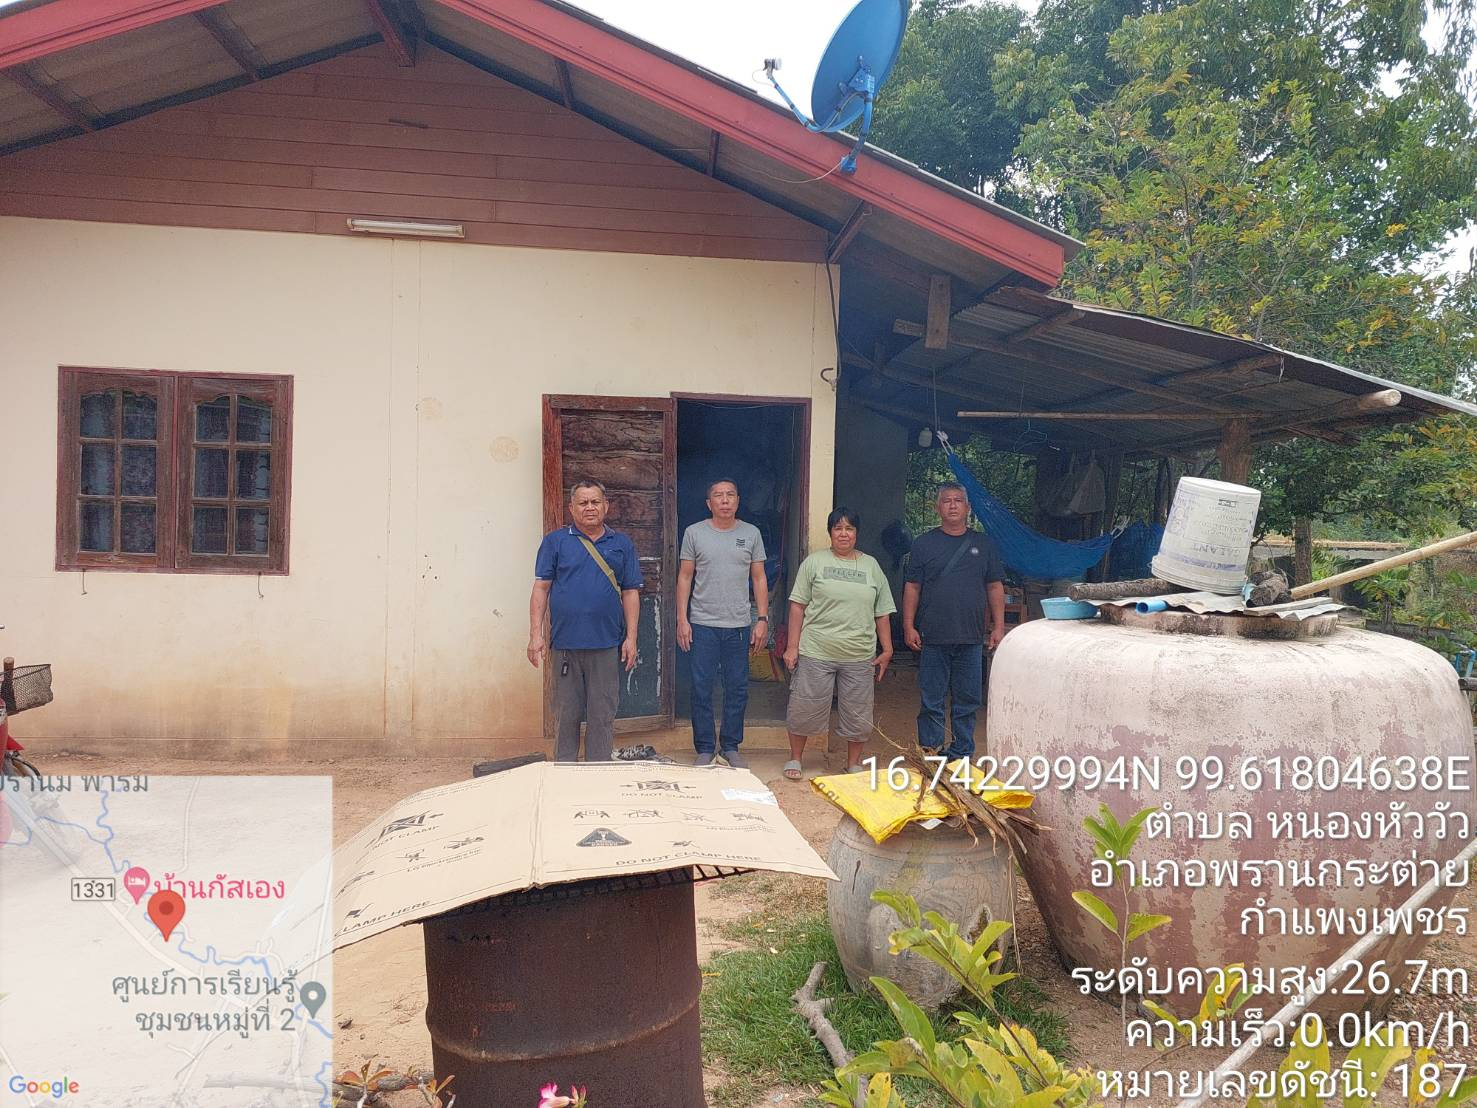 16.74229994N 99.61804638E
ตำบล หนองหัววัว
อำเภอพรานกระต่าย
กำแพงเพชร
ระดับความสูง:26.7m
ความเร็ว:0.0km/h
หมายเลขดัชนี: 187
1331
บ้านกัสเอง
ศูนย์การเรียนรู้
ชุมชนหมู่ที่ 2
Google
DO NOT CLAMP
DO NOT CLAMP HERE
CLAMP HERE